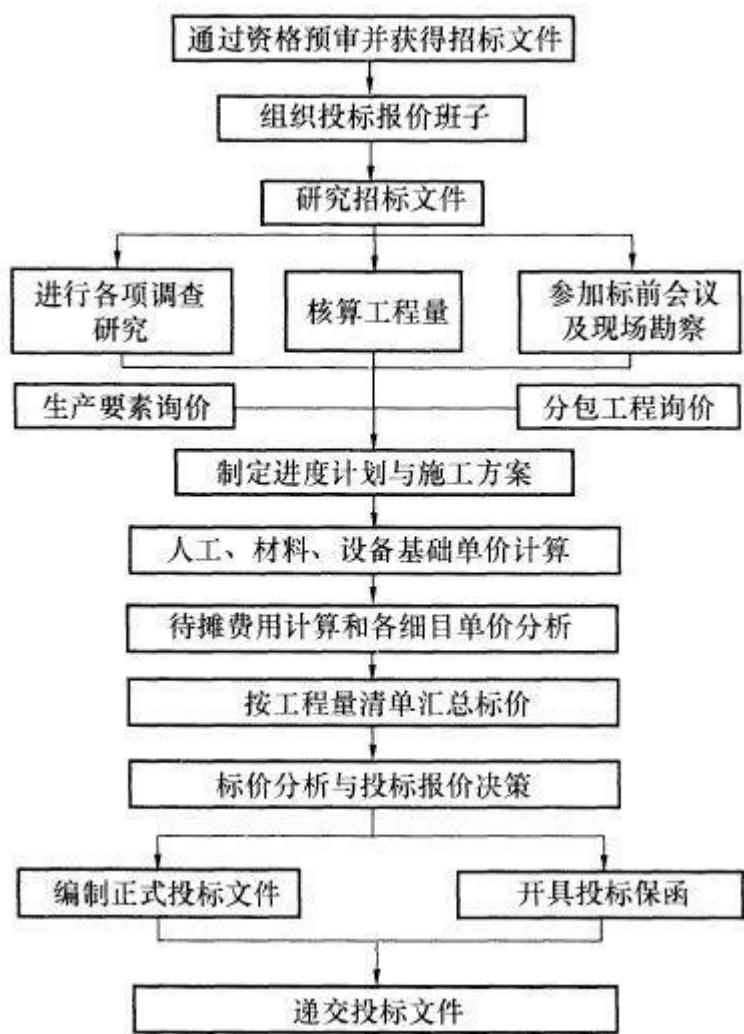 通过资格预审并获得招标文件
组织投标报价班子
研究招标文件
进行各项调查
研究
核算工程量
参加标前会议
及现场勘察
生产要素询价
分包工程询价
制定进度计划与施工方案
人工、材料、设备基础单价计算
待摊费用计算和各细目单价分析
按工程量清单汇总标价
标价分析与投标报价决策
编制正式投标文件
开具投标保函
递交投标文件